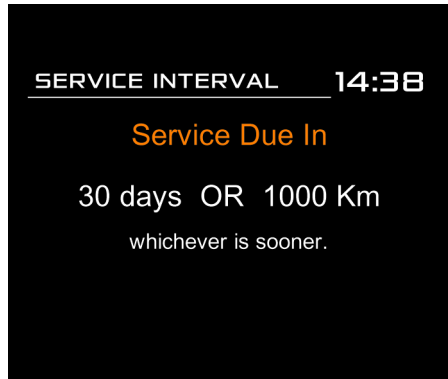 SERVICE INTERVAL 14:38
Service Due In
30 days OR 1000 Km
whichever is sooner.